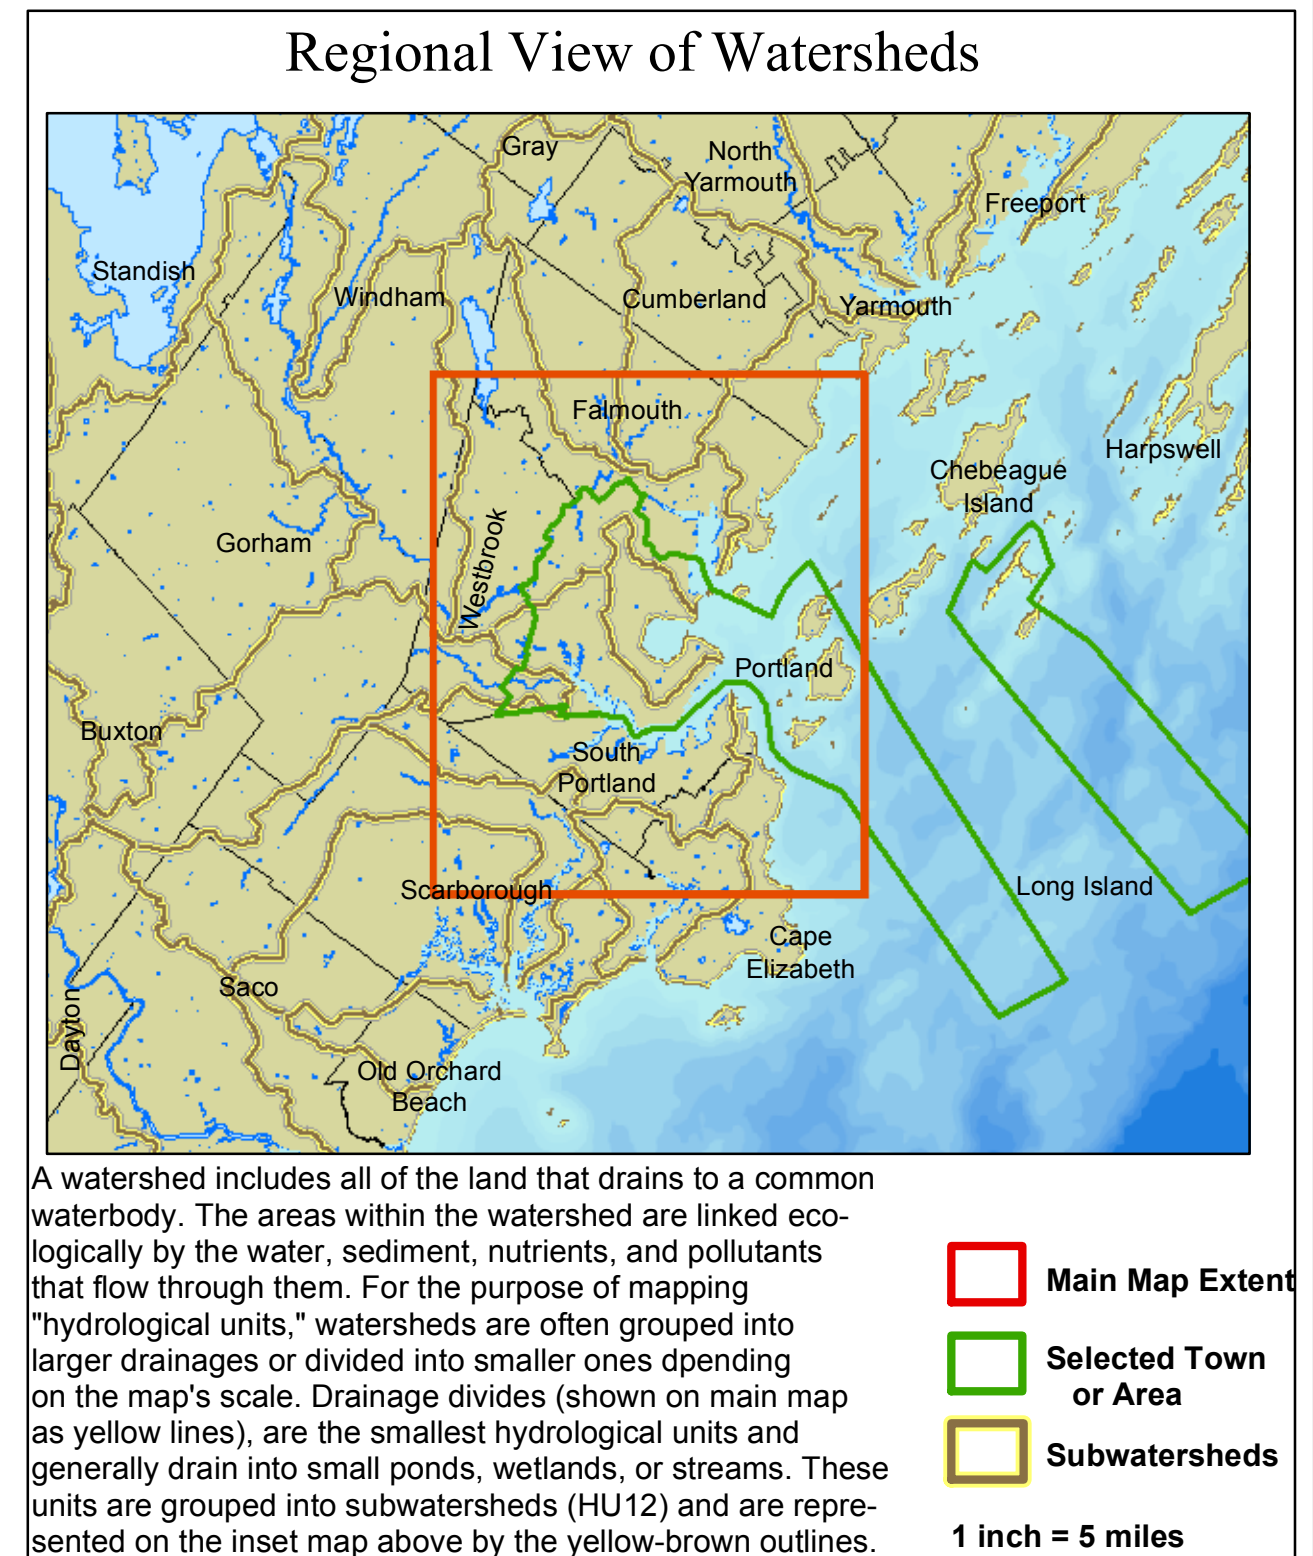 Regional View of Watersheds
Gray
North
Yarmouth
Freeport
Standish
Windham
Cumberland
Yarmouth
Falmouth
Harpswell
Chebeague
Island
Gorham
Westbrook
Portland
Buxton
South
Portland
Scarborough
Long Island
Cape
Elizabeth
Saco
Dayton
Old Orchard
Beach
A watershed includes all of the land that drains to a common
waterbody. The areas within the watershed are linked eco-
logically by the water, sediment, nutrients, and pollutants
that flow through them. For the purpose of mapping
"hydrological units," watersheds are often grouped into
larger drainages or divided into smaller ones dpending
on the map's scale. Drainage divides (shown on main map
as yellow lines), are the smallest hydrological units and
generally drain into small ponds, wetlands, or streams. These
units are grouped into subwatersheds (HU12) and are repre-
sented on the inset map above by the yellow-brown outlines.
Main Map Extent
Selected Town
or Area
Subwatersheds
1 inch = 5 miles